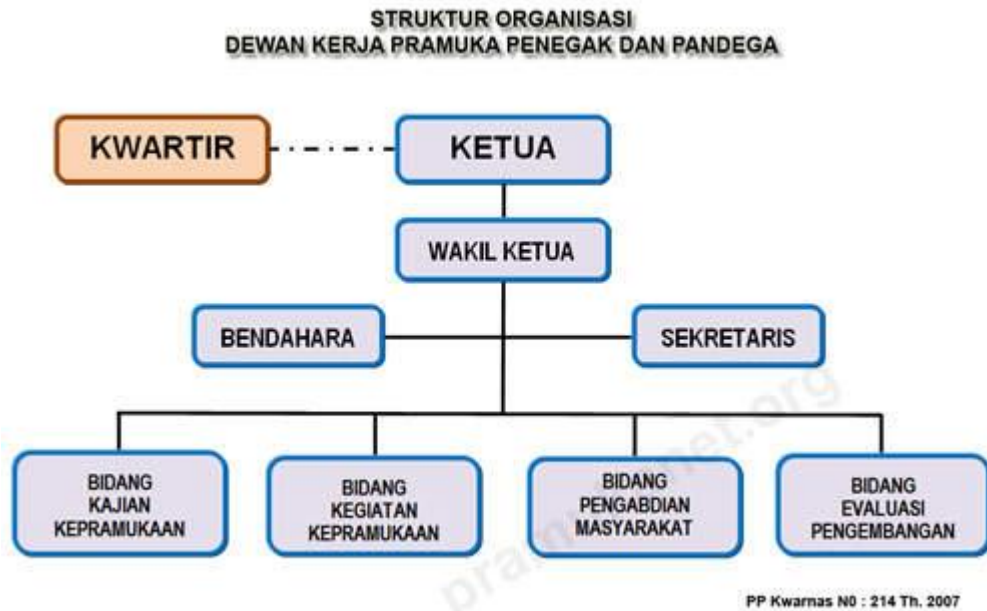 STRUKTUR ORGANISASI
DEWAN KERJA PRAMUKA PENEGAK DAN PANDEGA
KWARTIR
KETUA
WAKIL KETUA
BENDAHARA
SEKRETARIS
BIDANG
KAJIAN
KEPRAMUKAAN
BIDANG
KEGIATAN
KEPRAMUKAAN
BIDANG
PENGABDIAN
MASYARAKAT
BIDANG
EVALUASI
PENGEMBANGAN
PP Kwarnas N0 : 214 Th. 2007